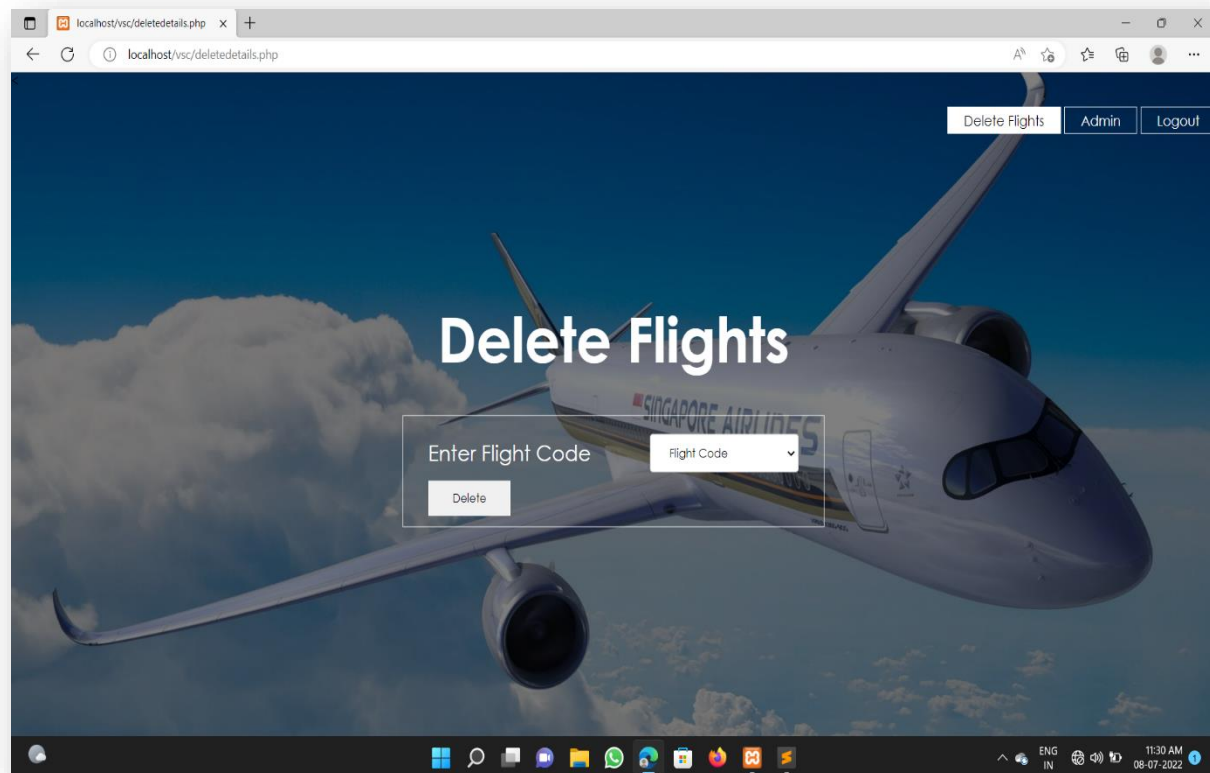 localhost/vsc/deletedetails.php
localhost/vsc/deletedetails.php
<
Delete Flights
Admin
Logout
Delete Flights
SINGAPORE AIRLINES
Enter Flight Code
Flight Code
Delete
ENG
IN
11:30 AM
08-07-2022
1